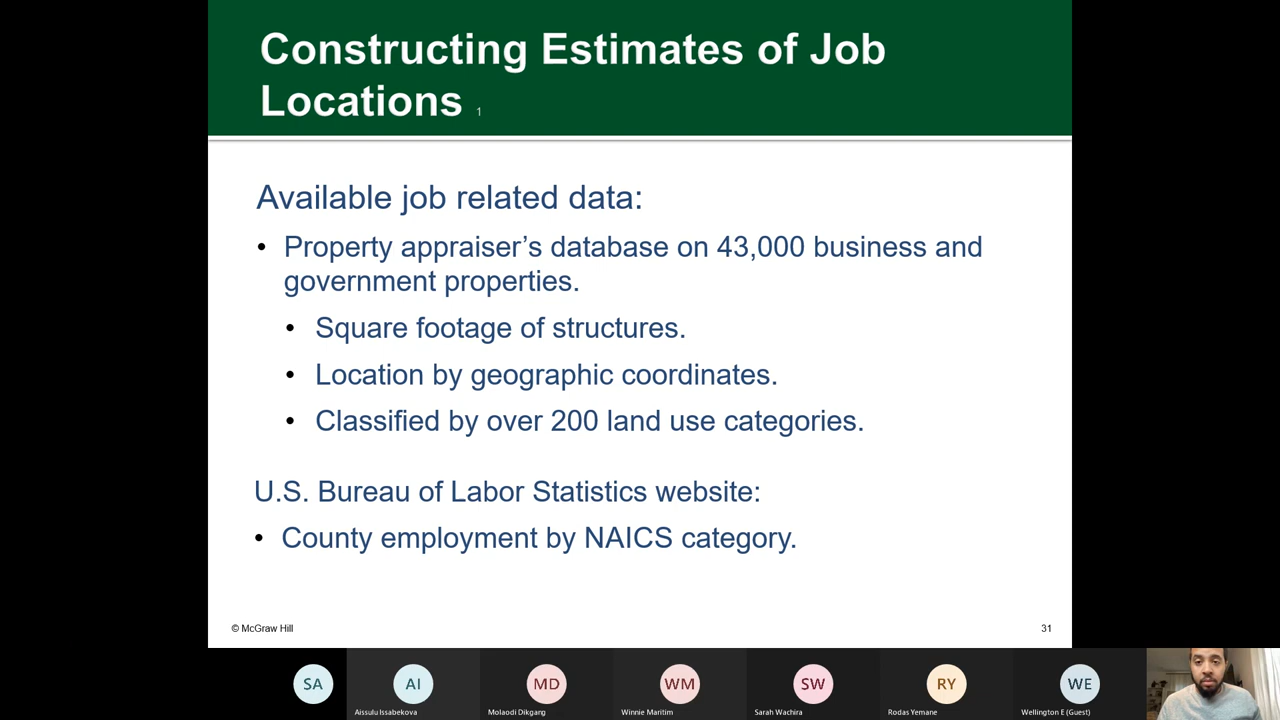 Constructing Estimates of Job
Locations 1
Available job related data:
• Property appraiser's database on 43,000 business and
government properties.
• Square footage of structures.
• Location by geographic coordinates.
• Classified by over 200 land use categories.
U.S. Bureau of Labor Statistics website:
• County employment by NAICS category.
© McGraw Hill
31
SA
AI
MD
WM
SW
RY
WE
Aissulu Issabekova
Molaodi Dikgang
Winnie Maritim
Sarah Wachira
Rodas Yemane
Wellington E (Guest)